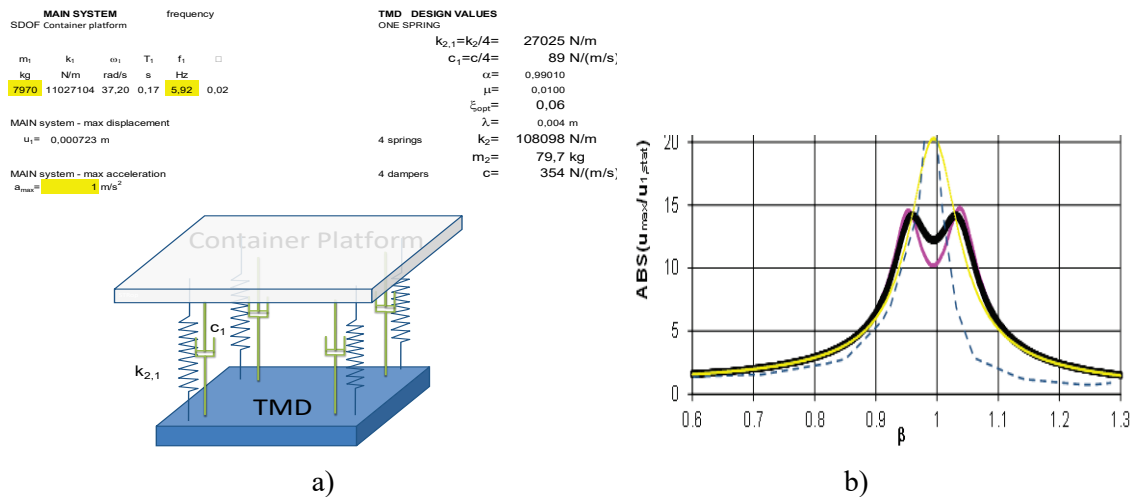 MAIN SYSTEM frequency
SDOF Container platform
m₁ k₁ ω₁ T₁ f₁ □
kg N/m rad/s s Hz
7970 11027104 37,20 0,17 5,92 0,02
MAIN system - max displacement
u₁= 0,000723 m
MAIN system - max acceleration
aₘₐₓ= 1 m/s²
TMD DESIGN VALUES
ONE SPRING
k₂,₁=k₂/4= 27025 N/m
c₁=c/4= 89 N/(m/s)
α= 0,99010
μ= 0,0100
ξopt= 0,06
λ= 0,004 m
4 springs k₂= 108098 N/m
m₂= 79,7 kg
4 dampers c= 354 N/(m/s)
Container Platform
c₁
k₂,₁
TMD
a)
ABS(uₘₐₓ/u₁,stat)
20
15
10
5
0
0.6 0.7 0.8 0.9 1 1.1 1.2 1.3
β
b)